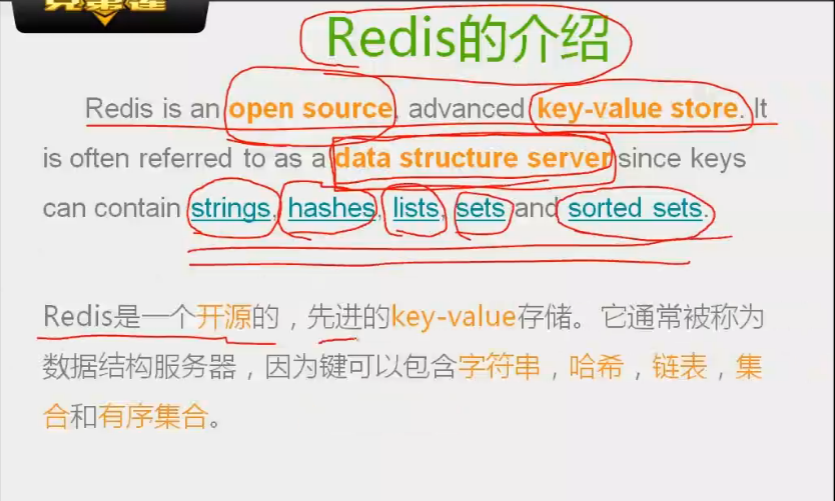 Redis的介绍
Redis is an open source, advanced key-value store. It
is often referred to as a data structure server since keys
can contain strings, hashes, lists, sets and sorted sets.
Redis是一个开源的，先进的key-value存储。它通常被称为
数据结构服务器，因为键可以包含字符串，哈希，链表，集
合和有序集合。